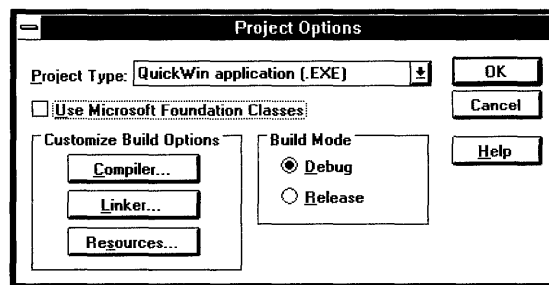 Project Options
Project Type: QuickWin application (.EXE)
OK
Use Microsoft Foundation Classes
Cancel
Customize Build Options
Build Mode
Compiler...
Debug
Help
Linker...
Release
Resources...